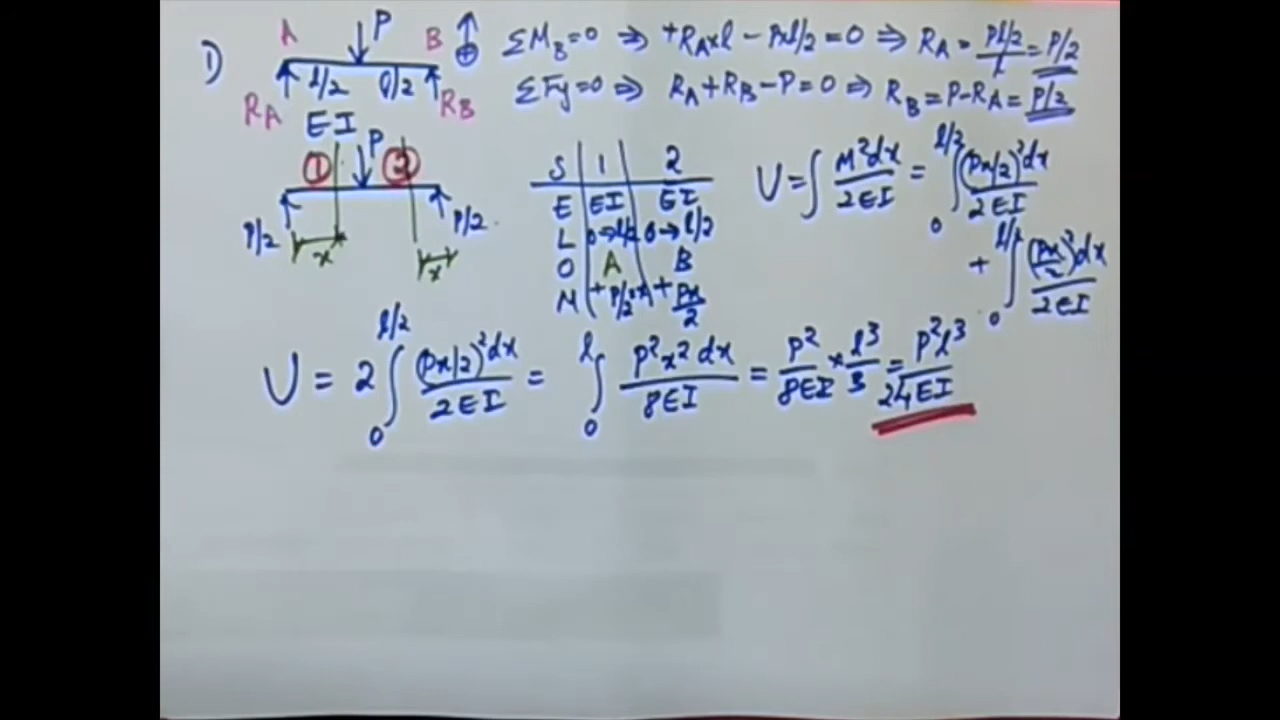 1) A P B ΣM_B=0 ⇒ +R_A×l − P×l/2 = 0 ⇒ R_A = (Pl/2)/l = P/2
l/2 l/2
R_A R_B ΣFy=0 ⇒ R_A+R_B−P=0 ⇒ R_B = P−R_A = P/2
EI
① P ②
P/2 P/2
x x
S 1 2
E EI EI
L 0→l/2 0→l/2
O A B
M +P/2*x +Px/2
U = ∫ M²dx/2EI = ∫₀^(l/2) (Px/2)²dx/2EI
+ ∫₀^(l/2) (Px/2)²dx/2EI
U = 2 ∫₀^(l/2) (Px/2)²dx/2EI = ∫₀^l P²x²dx/8EI = P²/8EI * l³/3 = P²l³/24EI